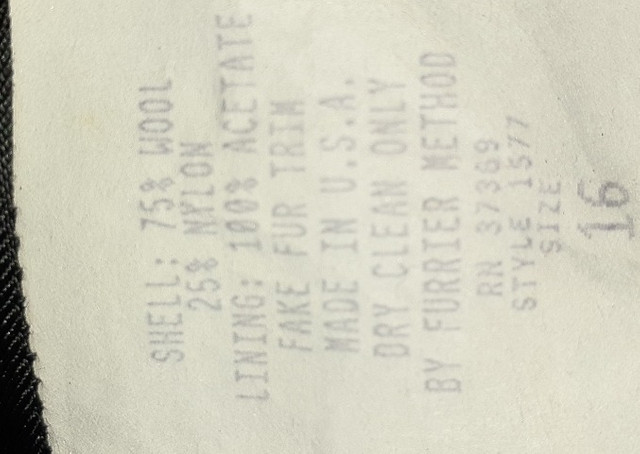 SHELL: 75% WOOL
25% NYLON
LINING: 100% ACETATE
FAKE FUR TRIM
MADE IN U.S.A.
DRY CLEAN ONLY
BY FURRIER METHOD
RN 37369
STYLE 1577
SIZE
16